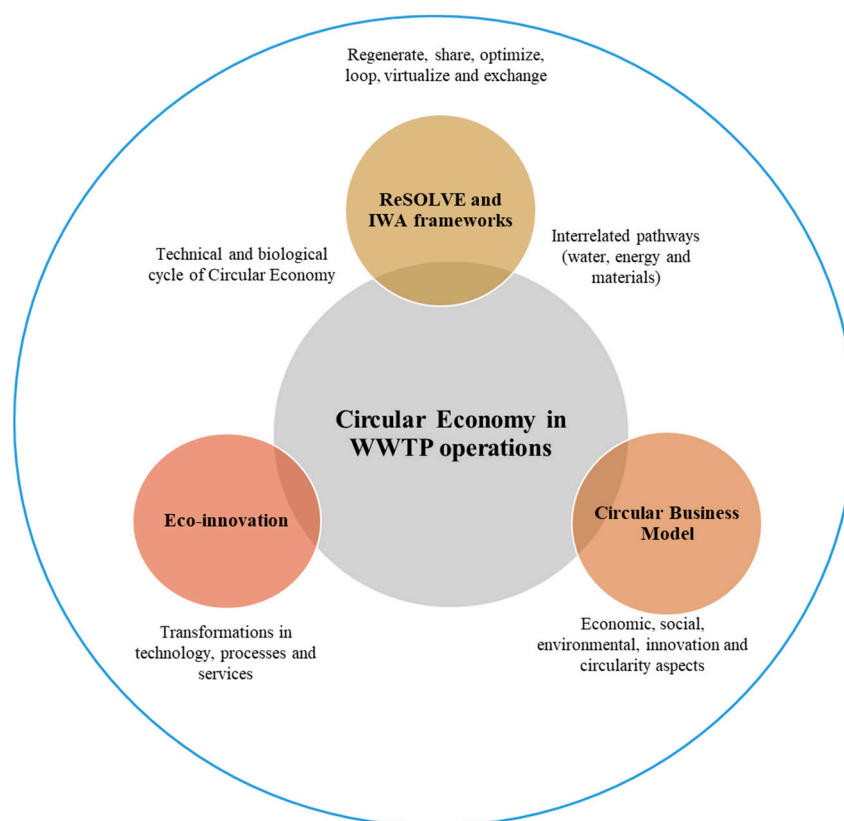 Regenerate, share, optimize,
loop, virtualize and exchange
ReSOLVE and
IWA frameworks
Technical and biological
cycle of Circular Economy
Interrelated pathways
(water, energy and
materials)
Circular Economy in
WWTP operations
Eco-innovation
Circular Business
Model
Transformations in
technology, processes and
services
Economic, social,
environmental, innovation and
circularity aspects